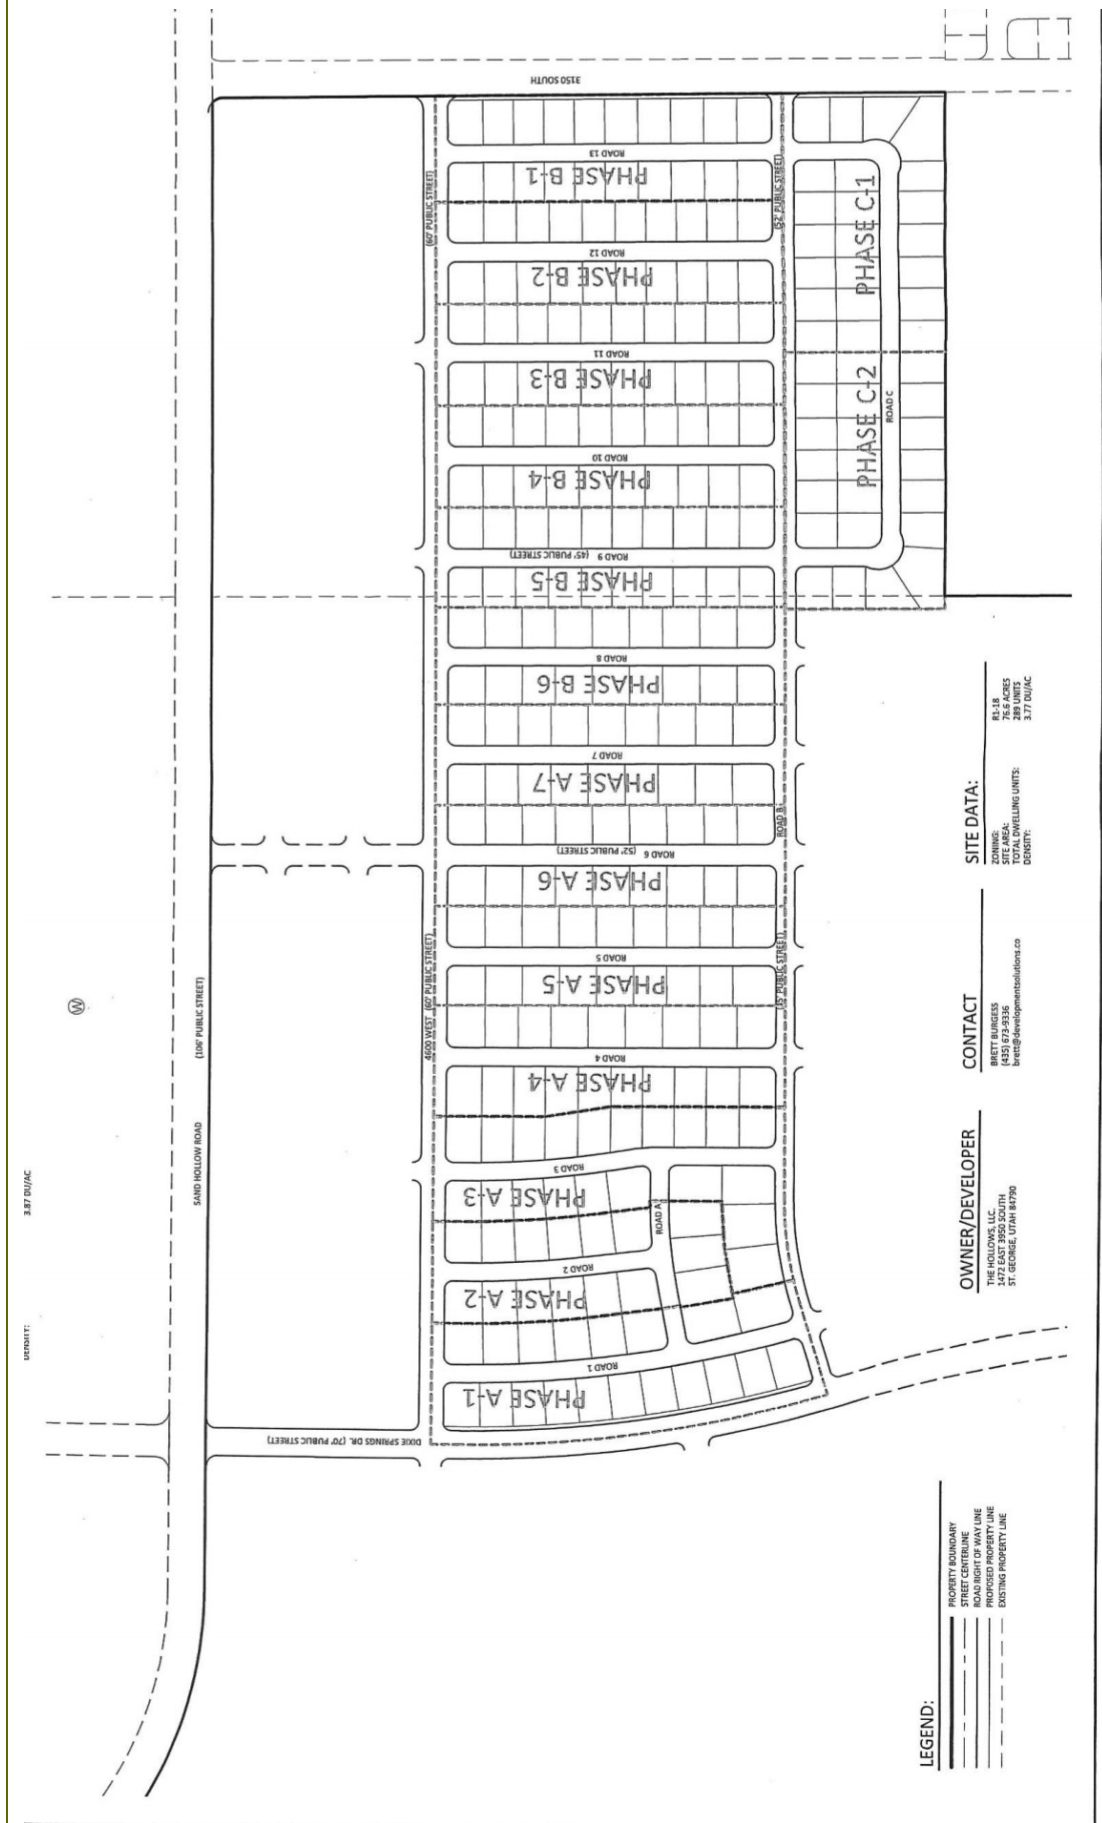 3150 SOUTH
ROAD 13
PHASE B-1
(60' PUBLIC STREET)
(52' PUBLIC STREET)
ROAD 12
PHASE B-2
ROAD 11
PHASE B-3
ROAD 10
PHASE B-4
ROAD 9 (45' PUBLIC STREET)
PHASE B-5
ROAD 8
PHASE B-6
ROAD 7
PHASE A-7
ROAD B
ROAD 6 (52' PUBLIC STREET)
PHASE A-6
ROAD 5
PHASE A-5
4600 WEST (60' PUBLIC STREET)
ROAD 4
PHASE A-4
ROAD 3
PHASE A-3
ROAD A
ROAD 2
PHASE A-2
ROAD 1
PHASE A-1
DIXIE SPRINGS DR. (70' PUBLIC STREET)
PHASE C-1
PHASE C-2
ROAD C
SAND HOLLOW ROAD (106' PUBLIC STREET)
W
DENSITY: 3.87 DU/AC
LEGEND:
PROPERTY BOUNDARY
STREET CENTERLINE
ROAD RIGHT OF WAY LINE
PROPOSED PROPERTY LINE
EXISTING PROPERTY LINE
OWNER/DEVELOPER
THE HOLLOWS, LLC.
1472 EAST 3950 SOUTH
ST. GEORGE, UTAH 84790
CONTACT
BRETT BURGESS
(435) 673-9336
brett@developmentsolutions.co
SITE DATA:
ZONING: R1-18
SITE AREA: 76.6 ACRES
TOTAL DWELLING UNITS: 289 UNITS
DENSITY: 3.77 DU/AC